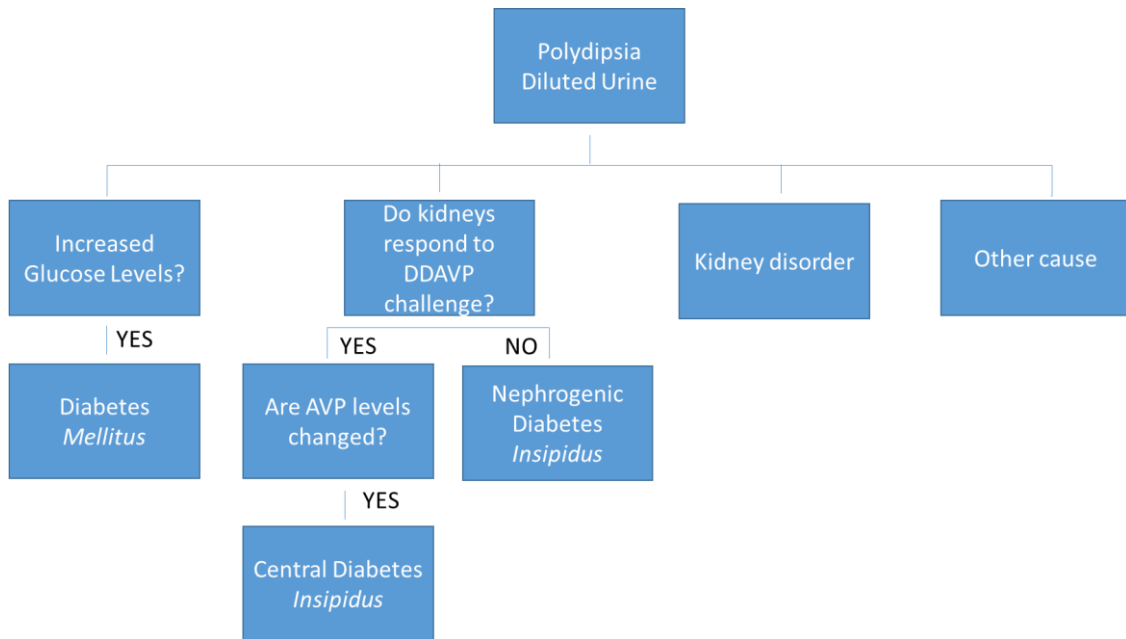 Polydipsia
Diluted Urine
Increased
Glucose Levels?
Do kidneys
respond to
DDAVP
challenge?
Kidney disorder
Other cause
YES
YES
NO
Diabetes
Mellitus
Are AVP levels
changed?
Nephrogenic
Diabetes
Insipidus
YES
Central Diabetes
Insipidus